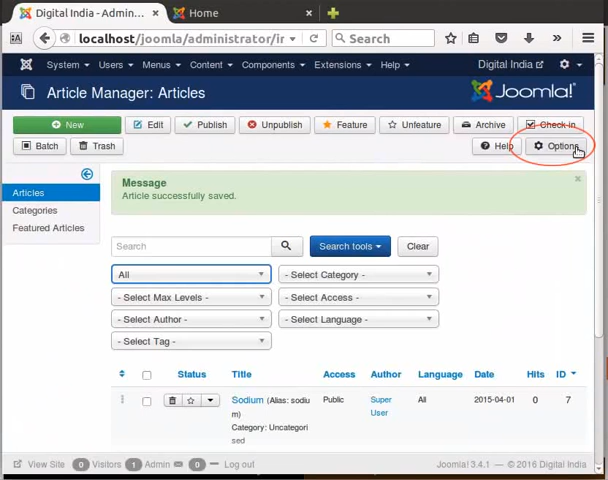 Digital India - Admin...
Home
localhost/joomla/administrator/ir
Search
System Users Menus Content Components Extensions Help Digital India
Article Manager: Articles
Joomla!
New Edit Publish Unpublish Feature Unfeature Archive Check-in
Batch Trash Help Options
Articles
Categories
Featured Articles
Message
Article successfully saved.
Search
Search tools
Clear
All
- Select Category -
- Select Max Levels -
- Select Access -
- Select Author -
- Select Language -
- Select Tag -
Status Title Access Author Language Date Hits ID
Sodium (Alias: sodiu
m)
Category: Uncategori
sed
Public
Super
User
All
2015-04-01
0
7
View Site 0 Visitors 1 Admin 0 Log out
Joomla! 3.4.1 — © 2016 Digital India